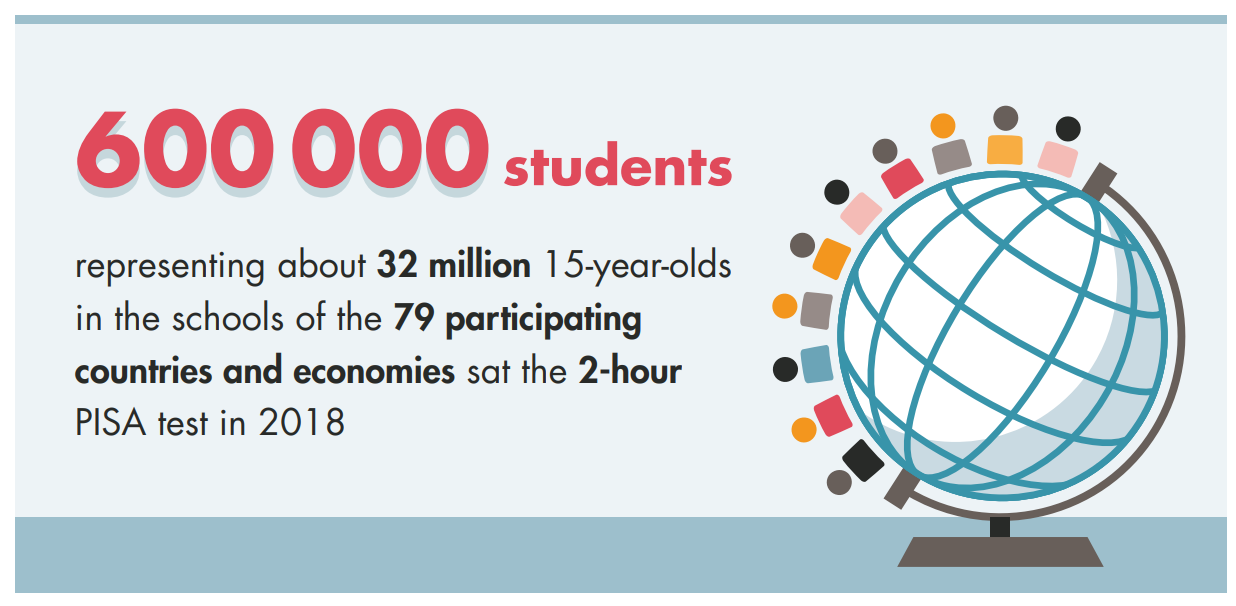 600 000 students
representing about 32 million 15-year-olds
in the schools of the 79 participating
countries and economies sat the 2-hour
PISA test in 2018